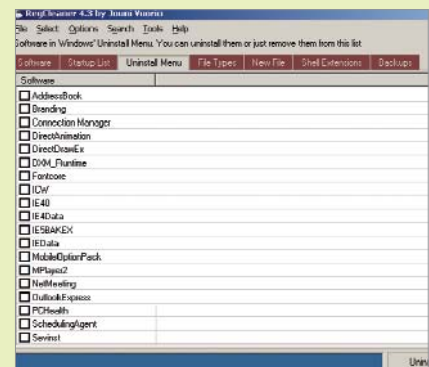 RegCleaner 4.3 by Jouni Vuorio
File Select Options Search Tools Help
Software in Windows' Uninstall Menu. You can uninstall them or just remove them from this list
Software Startup List Uninstall Menu File Types New File Shell Extensions Backups
Software
AddressBook
Branding
Connection Manager
DirectAnimation
DirectDrawEx
DXM_Runtime
Fontcore
ICW
IE40
IE4Data
IE5BAKEX
IEData
MobileOptionPack
MPlayer2
NetMeeting
OutlookExpress
PCHealth
SchedulingAgent
Sevinst